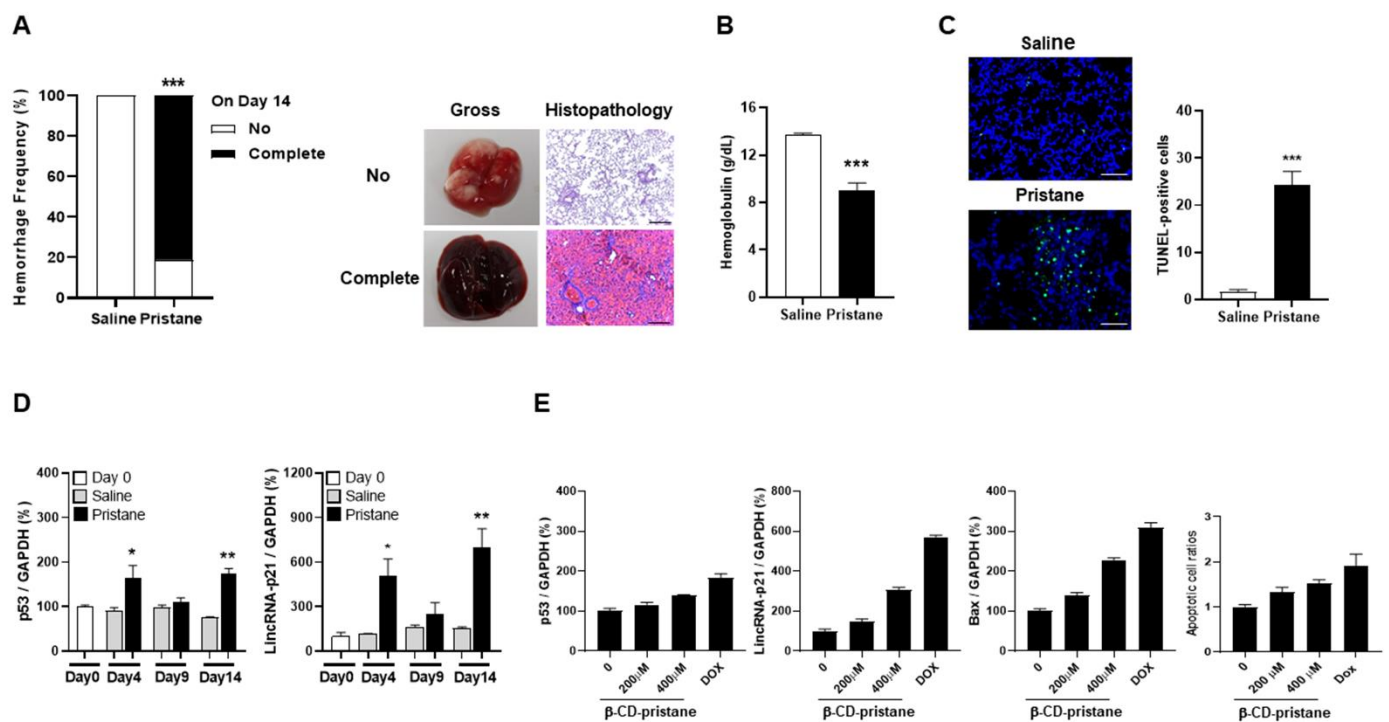 A
Hemorrhage Frequency (%)
100
80
60
40
20
0
***
Saline Pristane
On Day 14
No
Complete
Gross
Histopathology
No
Complete
B
Hemoglobulin (g/dL)
16
12
8
4
0
***
Saline Pristane
C
Saline
Pristane
TUNEL-positive cells
40
30
20
10
0
***
Saline Pristane
D
p53 / GAPDH (%)
400
300
200
100
0
Day 0
Saline
Pristane
*
**
Day0 Day4 Day9 Day14
LincRNA-p21 / GAPDH (%)
1200
900
600
300
0
Day 0
Saline
Pristane
*
**
Day0 Day4 Day9 Day14
E
p53 / GAPDH (%)
400
300
200
100
0
0 200μM 400μM DOX
β-CD-pristane
LincRNA-p21 / GAPDH (%)
800
600
400
200
0
0 200μM 400μM DOX
β-CD-pristane
Bax / GAPDH (%)
400
300
200
100
0
0 200μM 400μM DOX
β-CD-pristane
Apoptotic cell ratios
3
2
1
0
0 200 μM 400 μM Dox
β-CD-pristane